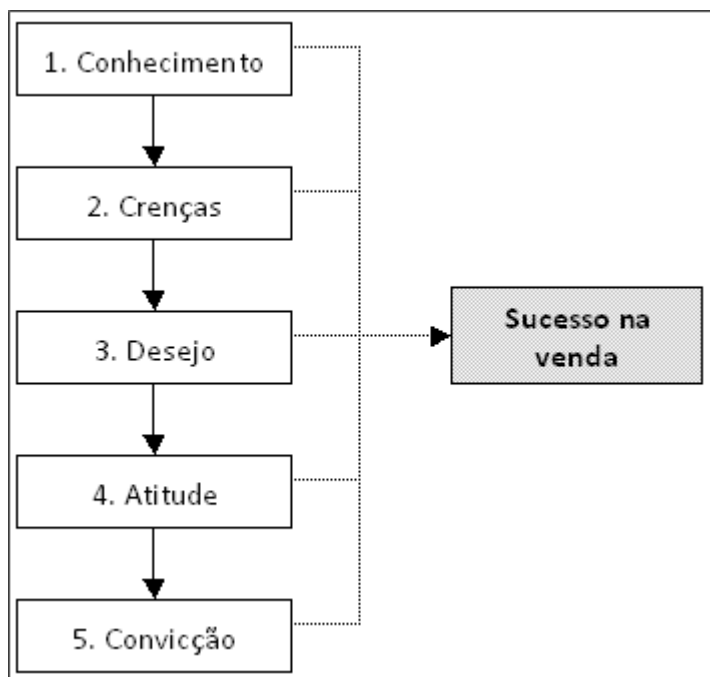 1. Conhecimento
2. Crenças
3. Desejo
Sucesso na
venda
4. Atitude
5. Convicção